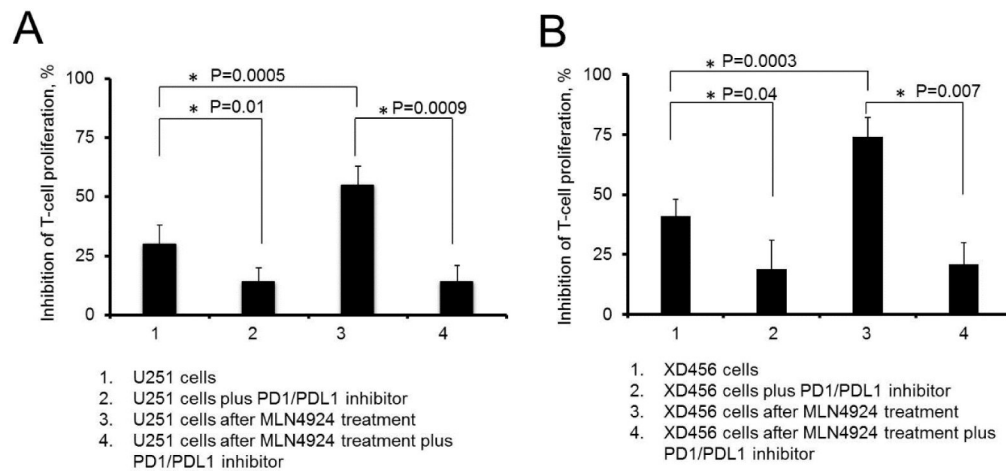 A
Inhibition of T-cell proliferation, %
100
75
50
25
0
* P=0.0005
* P=0.01
* P=0.0009
1 2 3 4
1. U251 cells
2. U251 cells plus PD1/PDL1 inhibitor
3. U251 cells after MLN4924 treatment
4. U251 cells after MLN4924 treatment plus
PD1/PDL1 inhibitor
B
Inhibition of T-cell proliferation, %
100
75
50
25
0
* P=0.0003
* P=0.04
* P=0.007
1 2 3 4
1. XD456 cells
2. XD456 cells plus PD1/PDL1 inhibitor
3. XD456 cells after MLN4924 treatment
4. XD456 cells after MLN4924 treatment plus
PD1/PDL1 inhibitor